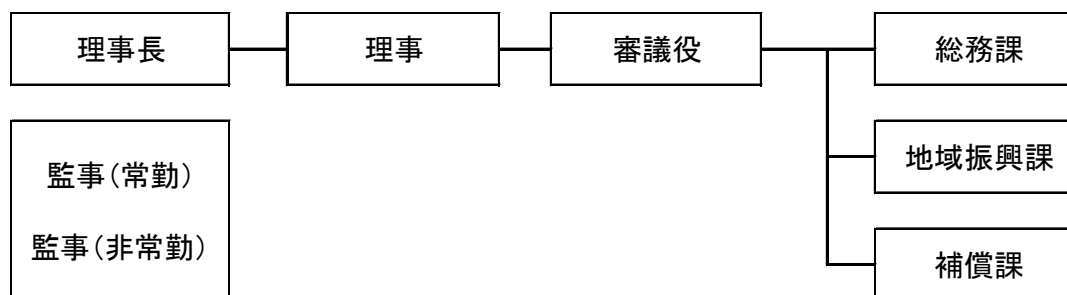 理事長
理事
審議役
総務課
監事(常勤)
監事(非常勤)
地域振興課
補償課